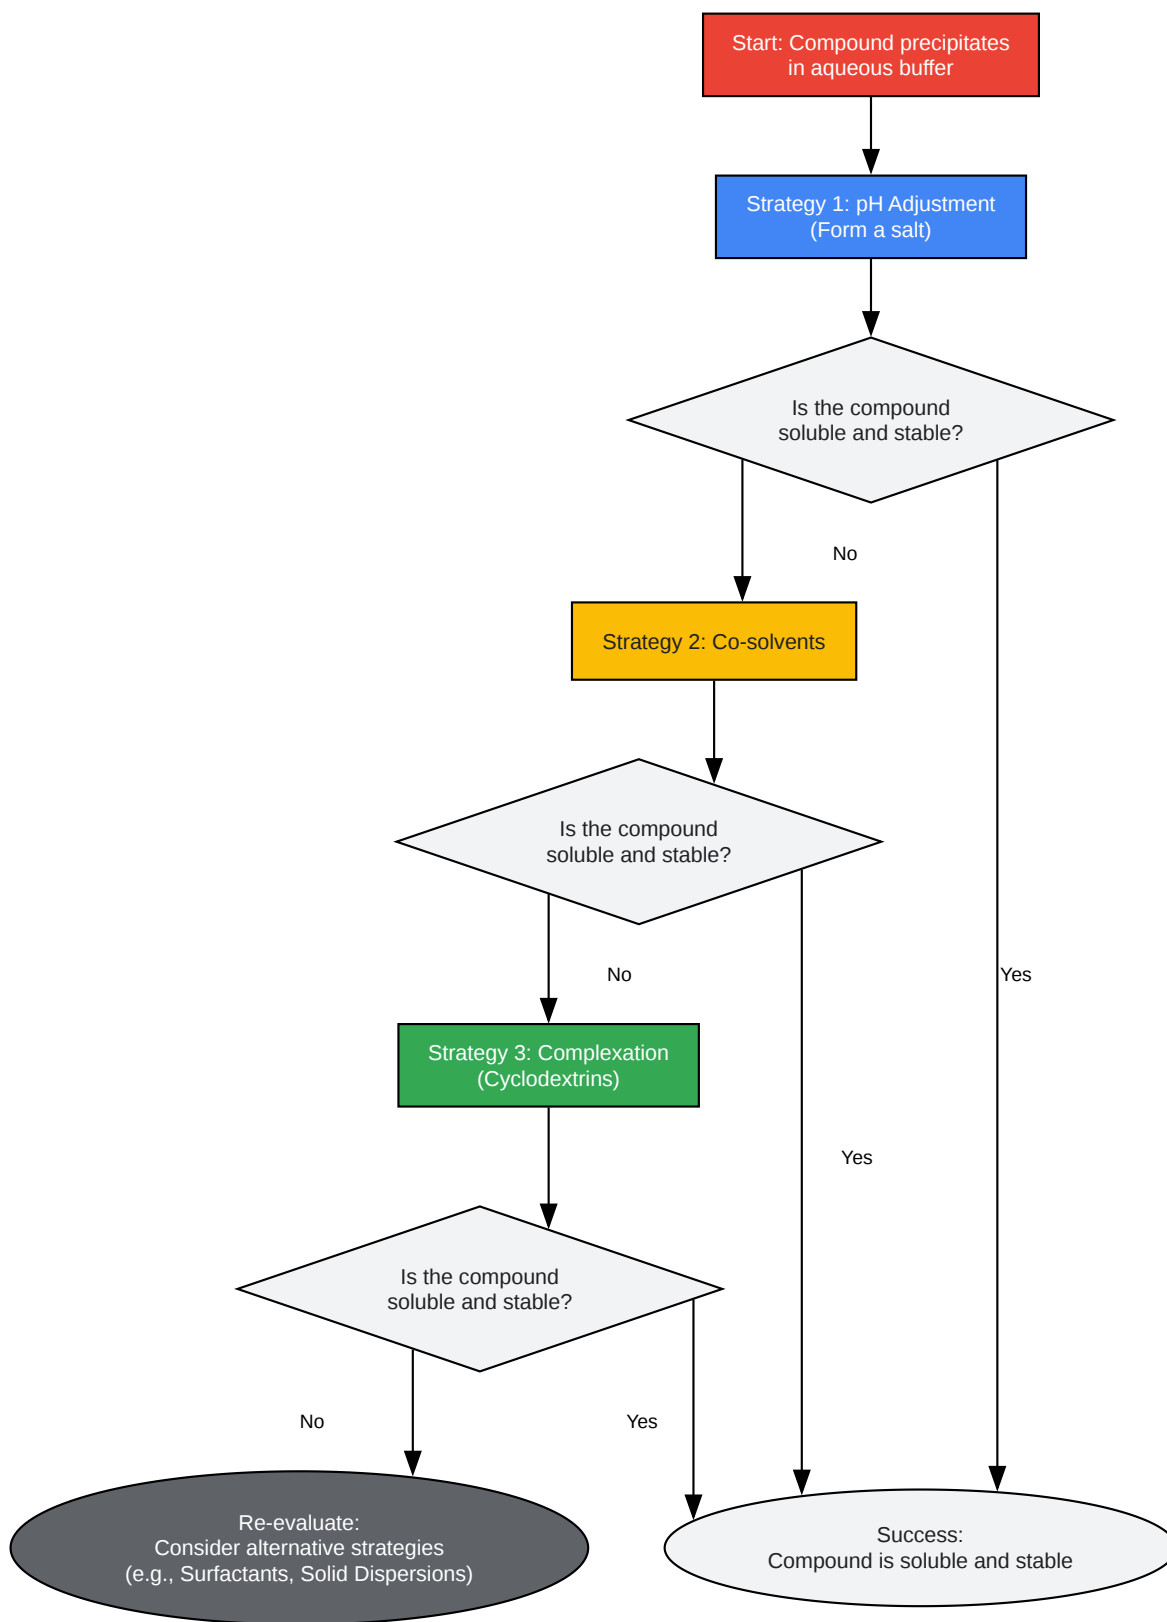 Start: Compound precipitates
in aqueous buffer
Strategy 1: pH Adjustment
(Form a salt)
Is the compound
soluble and stable?
No
Strategy 2: Co-solvents
Is the compound
soluble and stable?
No
Yes
Strategy 3: Complexation
(Cyclodextrins)
Yes
Is the compound
soluble and stable?
No
Yes
Re-evaluate:
Consider alternative strategies
(e.g., Surfactants, Solid Dispersions)
Success:
Compound is soluble and stable